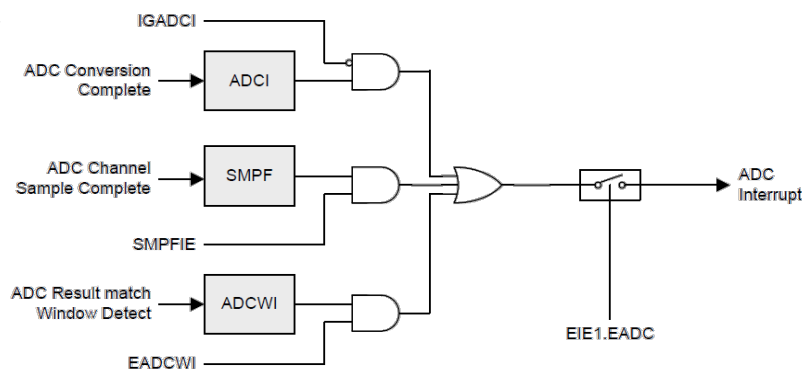 IGADCI
ADC Conversion
Complete
ADCI
ADC Channel
Sample Complete
SMPF
SMPFIE
ADC
Interrupt
ADC Result match
Window Detect
ADCWI
EIE1.EADC
EADCWI